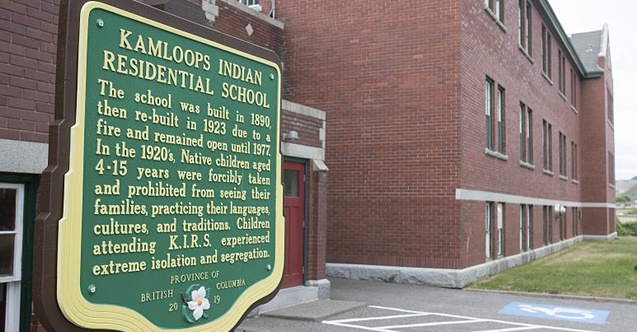 KAMLOOPS INDIAN
RESIDENTIAL SCHOOL
The school was built in 1890,
then re-built in 1923 due to a
fire and remained open until 1977.
In the 1920's, Native children aged
4-15 years were forcibly taken
and prohibited from seeing their
families, practicing their languages,
cultures, and traditions. Children
attending K.I.R.S. experienced
extreme isolation and segregation.
PROVINCE OF
BRITISH COLUMBIA
2019